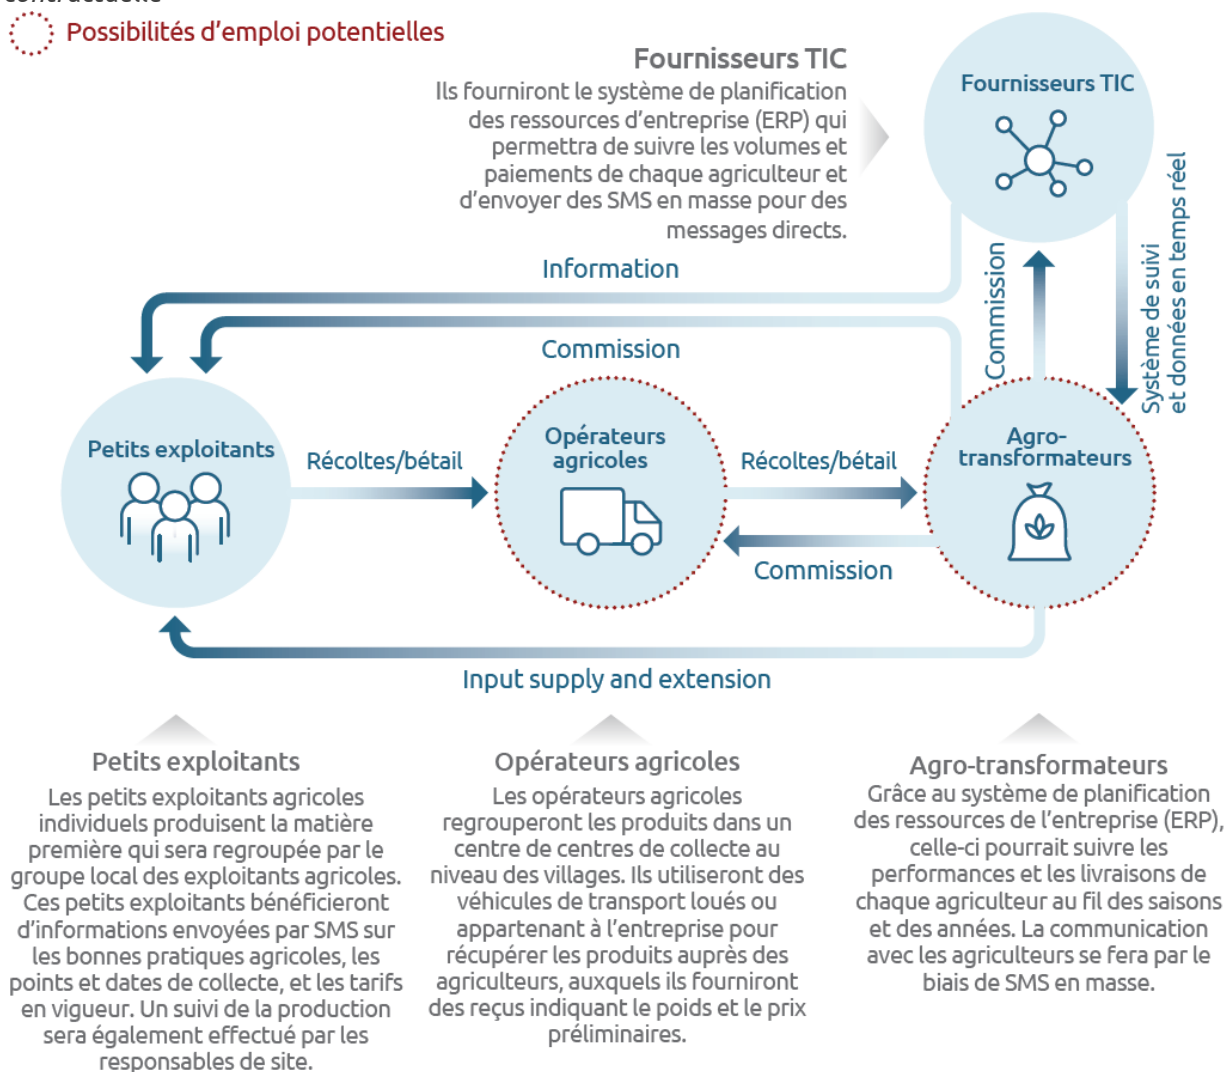 contractuelle
Possibilités d'emploi potentielles
Fournisseurs TIC
Ils fourniront le système de planification
des ressources d'entreprise (ERP) qui
permettra de suivre les volumes et
paiements de chaque agriculteur et
d'envoyer des SMS en masse pour des
messages directs.
Fournisseurs TIC
Information
Commission
Commission
Système de suivi
et données en temps réel
Petits exploitants
Récoltes/bétail
Opérateurs
agricoles
Récoltes/bétail
Commission
Agro-
transformateurs
Input supply and extension
Petits exploitants
Les petits exploitants agricoles
individuels produisent la matière
première qui sera regroupée par le
groupe local des exploitants agricoles.
Ces petits exploitants bénéficieront
d'informations envoyées par SMS sur
les bonnes pratiques agricoles, les
points et dates de collecte, et les tarifs
en vigueur. Un suivi de la production
sera également effectué par les
responsables de site.
Opérateurs agricoles
Les opérateurs agricoles
regrouperont les produits dans un
centre de centres de collecte au
niveau des villages. Ils utiliseront des
véhicules de transport loués ou
appartenant à l'entreprise pour
récupérer les produits auprès des
agriculteurs, auxquels ils fourniront
des reçus indiquant le poids et le prix
préliminaires.
Agro-transformateurs
Grâce au système de planification
des ressources de l'entreprise (ERP),
celle-ci pourrait suivre les
performances et les livraisons de
chaque agriculteur au fil des saisons
et des années. La communication
avec les agriculteurs se fera par le
biais de SMS en masse.